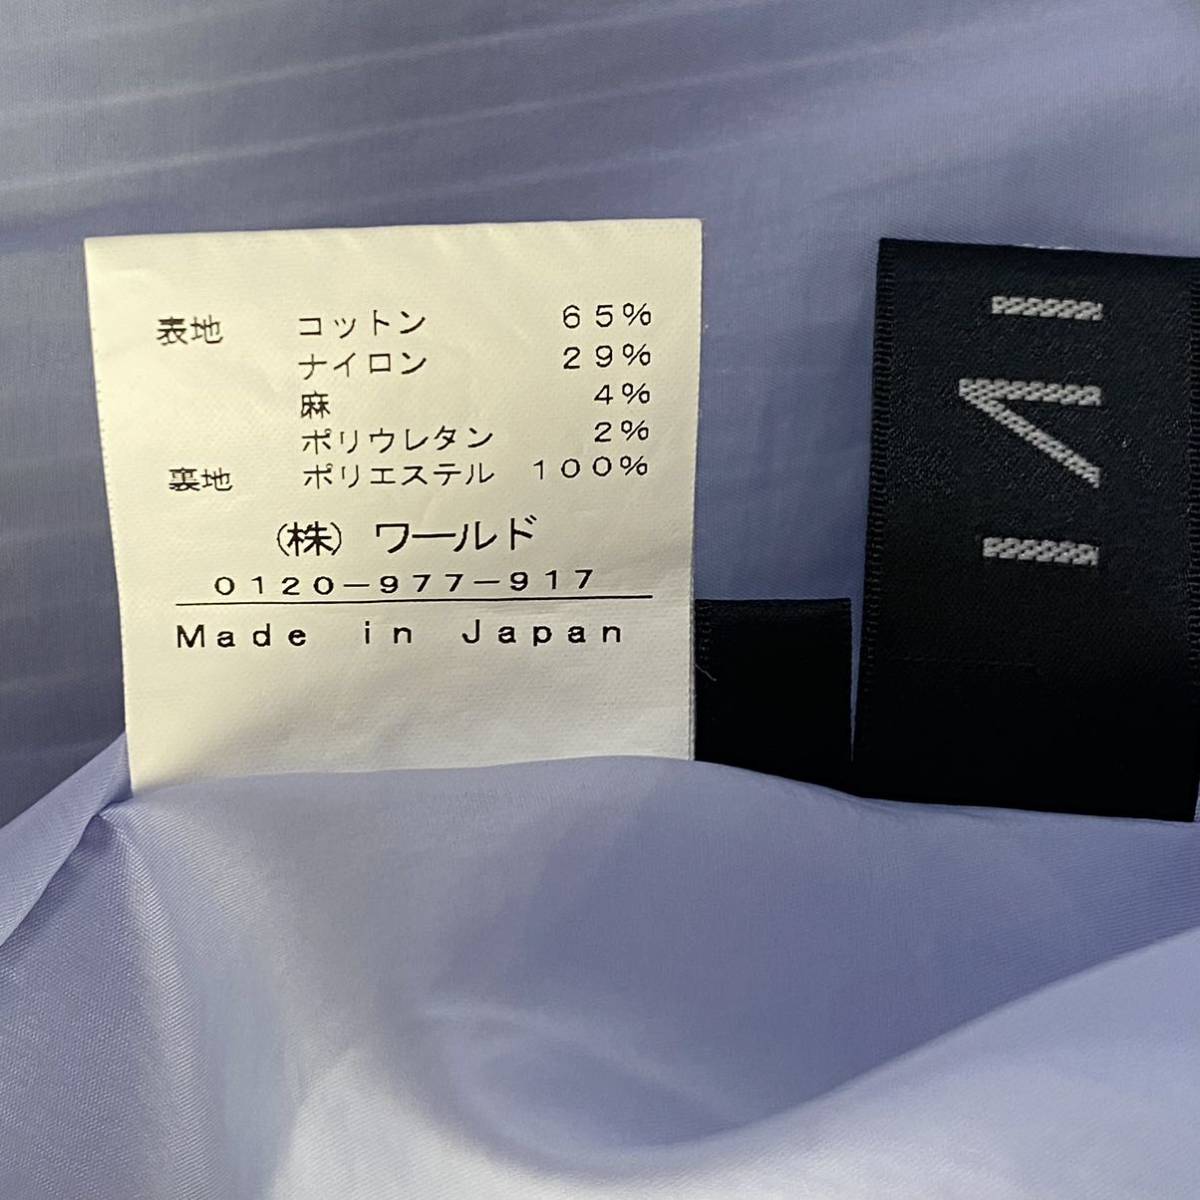 表地 コットン 65%
ナイロン 29%
麻 4%
ポリウレタン 2%
裏地 ポリエステル 100%
(株) ワールド
0120-977-917
Made in Japan